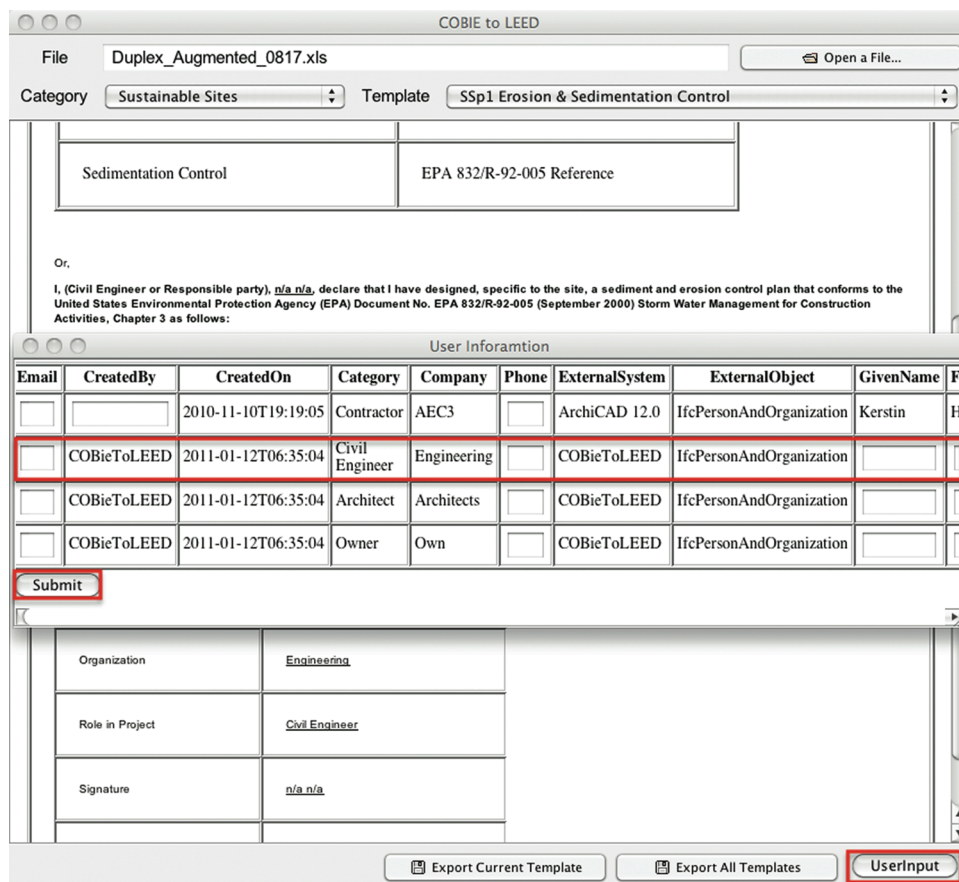 COBIE to LEED
File Duplex_Augmented_0817.xls Open a File...
Category Sustainable Sites Template SSp1 Erosion & Sedimentation Control
Sedimentation Control EPA 832/R-92-005 Reference
Or,
I, (Civil Engineer or Responsible party), n/a n/a, declare that I have designed, specific to the site, a sediment and erosion control plan that conforms to the
United States Environmental Protection Agency (EPA) Document No. EPA 832/R-92-005 (September 2000) Storm Water Management for Construction
Activities, Chapter 3 as follows:
User Inforamtion
Email CreatedBy CreatedOn Category Company Phone ExternalSystem ExternalObject GivenName F
2010-11-10T19:19:05 Contractor AEC3 ArchiCAD 12.0 IfcPersonAndOrganization Kerstin H
COBieToLEED 2011-01-12T06:35:04 Civil Engineer Engineering COBieToLEED IfcPersonAndOrganization
COBieToLEED 2011-01-12T06:35:04 Architect Architects COBieToLEED IfcPersonAndOrganization
COBieToLEED 2011-01-12T06:35:04 Owner Own COBieToLEED IfcPersonAndOrganization
Submit
Organization Engineering
Role in Project Civil Engineer
Signature n/a n/a
Export Current Template Export All Templates UserInput